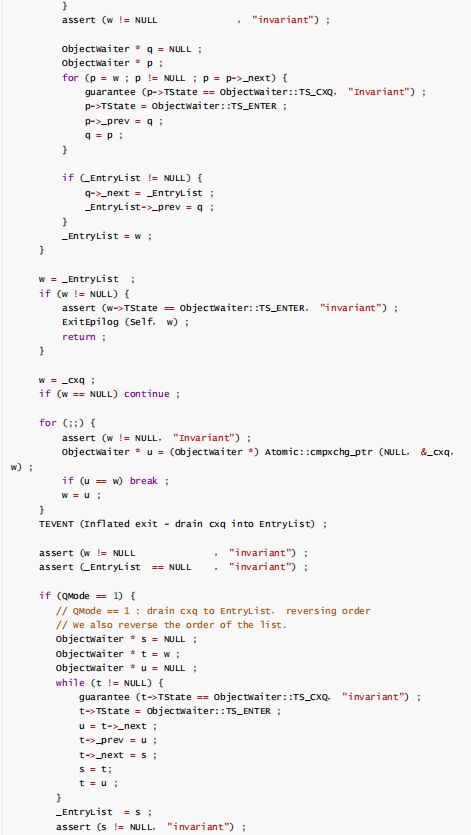 }
assert (w != NULL              , "invariant") ;

ObjectWaiter * q = NULL ;
ObjectWaiter * p ;
for (p = w ; p != NULL ; p = p->_next) {
guarantee (p->TState == ObjectWaiter::TS_CXQ, "Invariant") ;
p->TState = ObjectWaiter::TS_ENTER ;
p->_prev = q ;
q = p ;
}

if (_EntryList != NULL) {
q->_next = _EntryList ;
_EntryList->_prev = q ;
}
_EntryList = w ;
}

w = _EntryList  ;
if (w != NULL) {
assert (w->TState == ObjectWaiter::TS_ENTER, "invariant") ;
ExitEpilog (Self, w) ;
return ;
}

w = _cxq ;
if (w == NULL) continue ;

for (;;) {
assert (w != NULL, "Invariant") ;
ObjectWaiter * u = (ObjectWaiter *) Atomic::cmpxchg_ptr (NULL, &_cxq,
w) ;
if (u == w) break ;
w = u ;
}
TEVENT (Inflated exit - drain cxq into EntryList) ;

assert (w != NULL              , "invariant") ;
assert (_EntryList  == NULL    , "invariant") ;

if (QMode == 1) {
// QMode == 1 : drain cxq to EntryList, reversing order
// We also reverse the order of the list.
ObjectWaiter * s = NULL ;
ObjectWaiter * t = w ;
ObjectWaiter * u = NULL ;
while (t != NULL) {
guarantee (t->TState == ObjectWaiter::TS_CXQ, "invariant") ;
t->TState = ObjectWaiter::TS_ENTER ;
u = t->_next ;
t->_prev = u ;
t->_next = s ;
s = t;
t = u ;
}
_EntryList  = s ;
assert (s != NULL, "invariant") ;